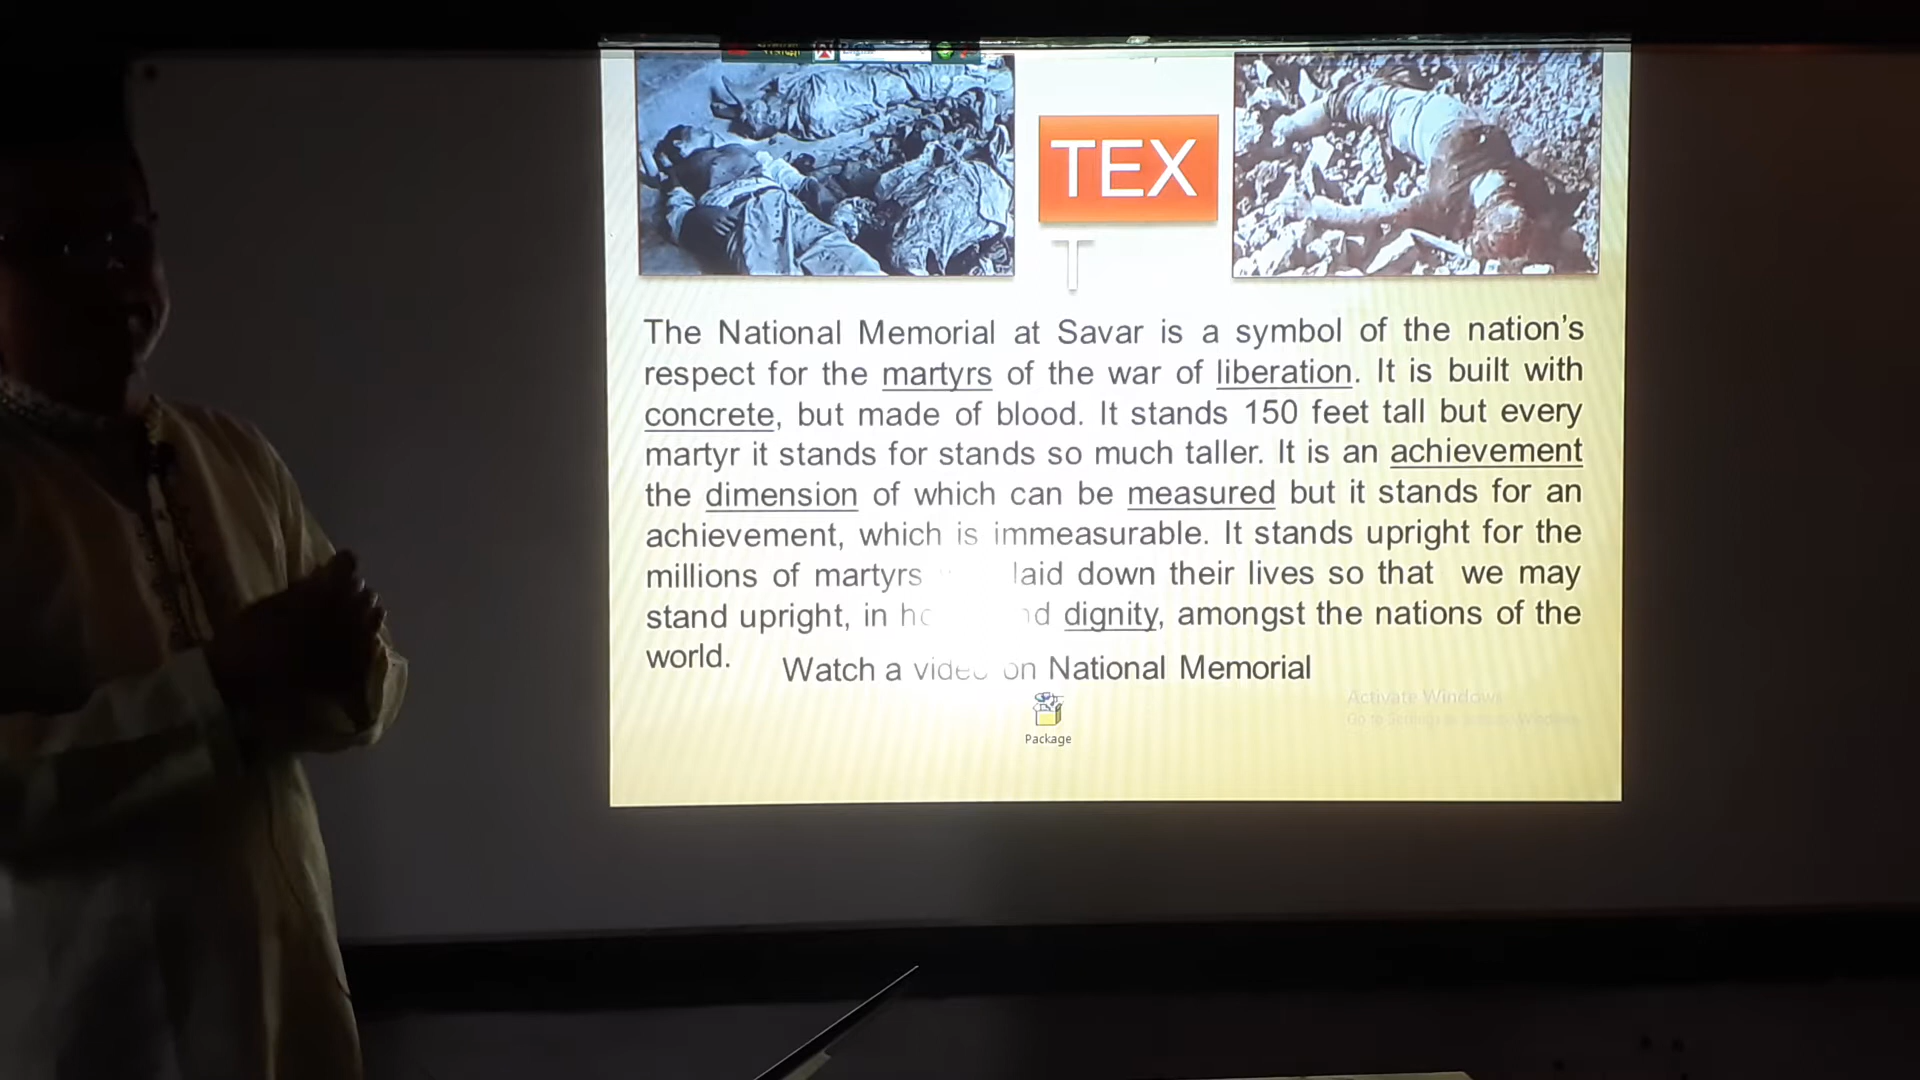 TEX
T
The National Memorial at Savar is a symbol of the nation's
respect for the martyrs of the war of liberation. It is built with
concrete, but made of blood. It stands 150 feet tall but every
martyr it stands for stands so much taller. It is an achievement
the dimension of which can be measured but it stands for an
achievement, which is immeasurable. It stands upright for the
millions of martyrs laid down their lives so that we may
stand upright, in dignity, amongst the nations of the
world.
Watch a video on National Memorial
Activate Windows
Package